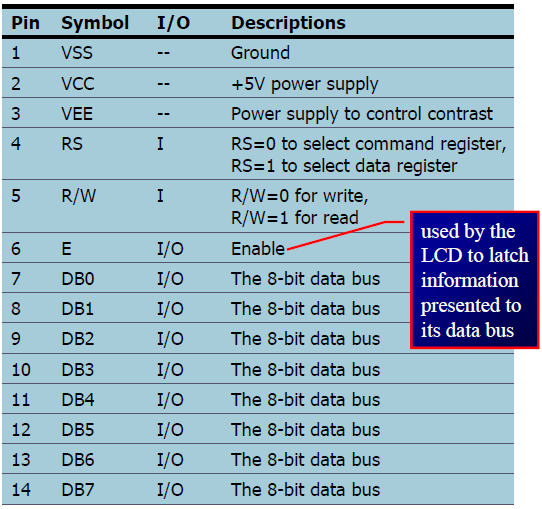 Pin Symbol I/O Descriptions
1 VSS -- Ground
2 VCC -- +5V power supply
3 VEE -- Power supply to control contrast
4 RS I RS=0 to select command register,
RS=1 to select data register
5 R/W I R/W=0 for write,
R/W=1 for read
6 E I/O Enable
7 DB0 I/O The 8-bit data bus
8 DB1 I/O The 8-bit data bus
9 DB2 I/O The 8-bit data bus
10 DB3 I/O The 8-bit data bus
11 DB4 I/O The 8-bit data bus
12 DB5 I/O The 8-bit data bus
13 DB6 I/O The 8-bit data bus
14 DB7 I/O The 8-bit data bus
used by the
LCD to latch
information
presented to
its data bus